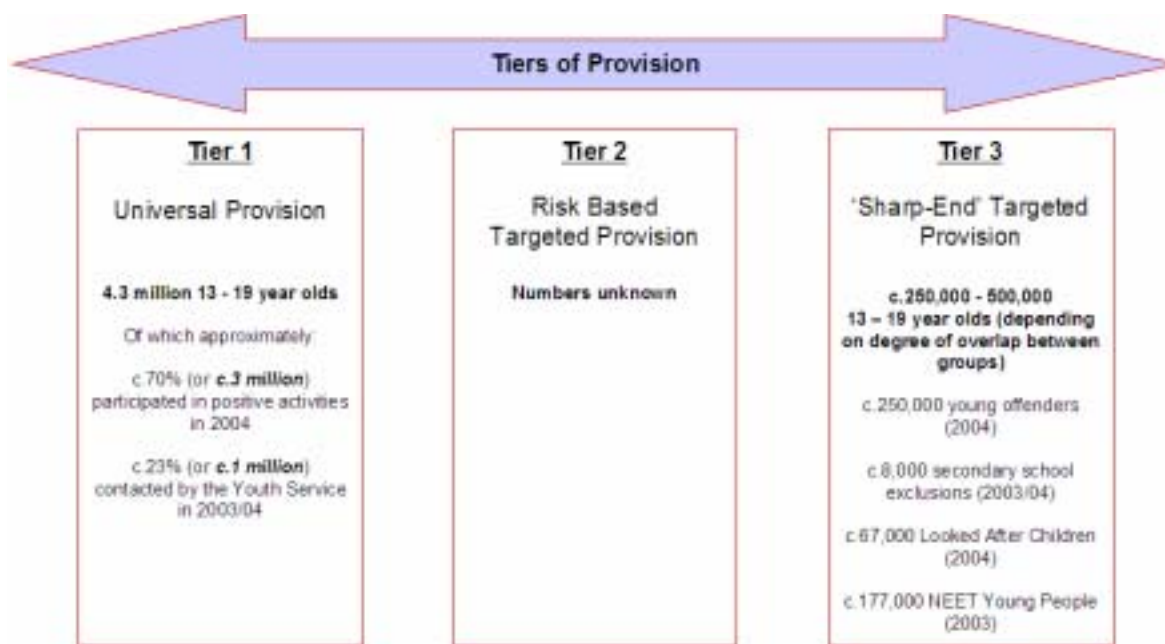 Tiers of Provision
Tier 1
Universal Provision
4.3 million 13 - 19 year olds
Of which approximately:
c.70% (or c.3 million)
participated in positive activities
in 2004
c.23% (or c.1 million)
contacted by the Youth Service
in 2003/04
Tier 2
Risk Based
Targeted Provision
Numbers unknown
Tier 3
‘Sharp-End’ Targeted
Provision
c.250,000 - 500,000
13 – 19 year olds (depending
on degree of overlap between
groups)
c.250,000 young offenders
(2004)
c.8,000 secondary school
exclusions (2003/04)
c.67,000 Looked After Children
(2004)
c.177,000 NEET Young People
(2003)